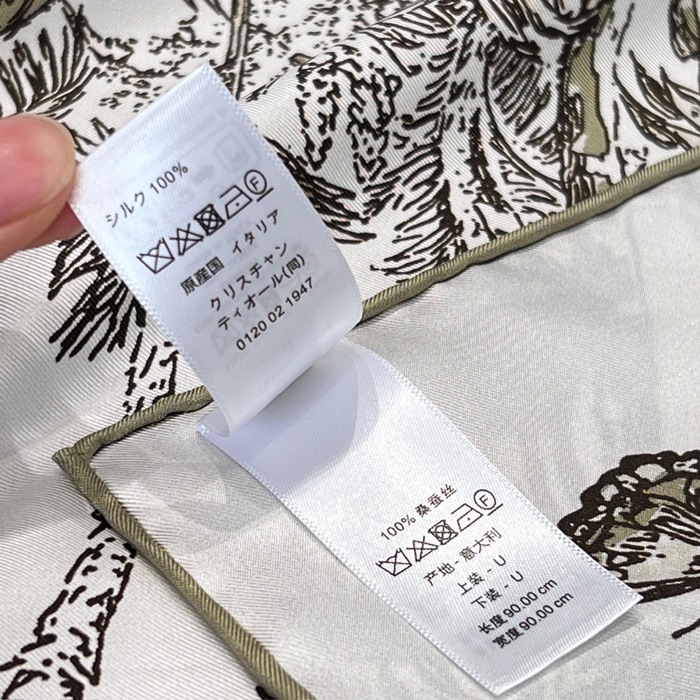 シルク 100%
原産国 イタリア
クリスチャン
ディオール(同)
0120 02 1947
100% 桑蚕丝
产地 - 意大利
上装 - U
下装 - U
长度 90.00 cm
宽度 90.00 cm